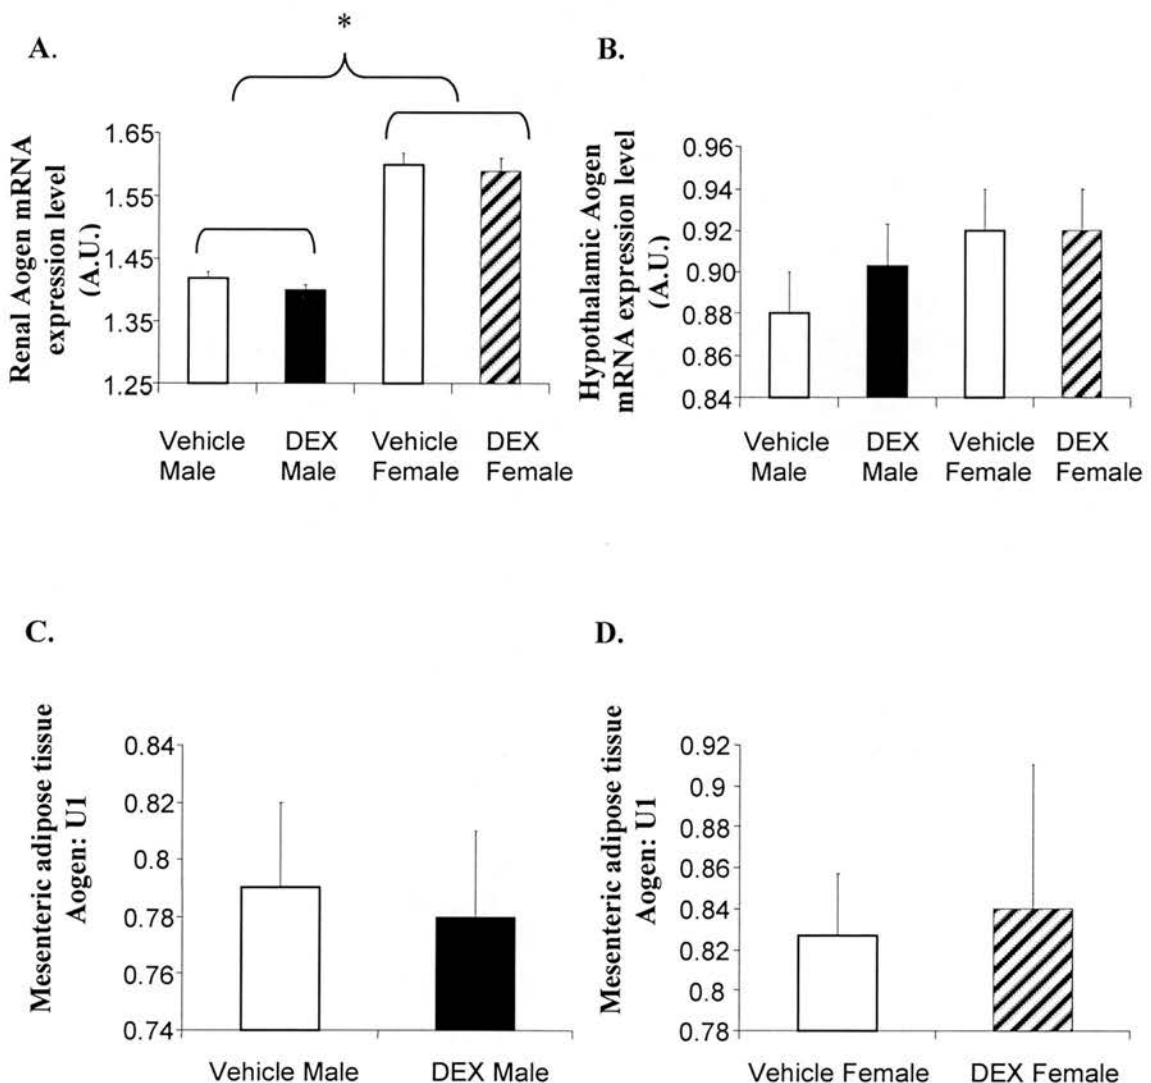 *
A.
Renal Aogen mRNA
expression level
(A.U.)
1.65
1.55
1.45
1.35
1.25
Vehicle Male
DEX Male
Vehicle Female
DEX Female
B.
Hypothalamic Aogen
mRNA expression level
(A.U.)
0.96
0.94
0.92
0.90
0.88
0.86
0.84
Vehicle Male
DEX Male
Vehicle Female
DEX Female
C.
Mesenteric adipose tissue
Aogen: U1
0.84
0.82
0.8
0.78
0.76
0.74
Vehicle Male
DEX Male
D.
Mesenteric adipose tissue
Aogen: U1
0.92
0.9
0.88
0.86
0.84
0.82
0.8
0.78
Vehicle Female
DEX Female